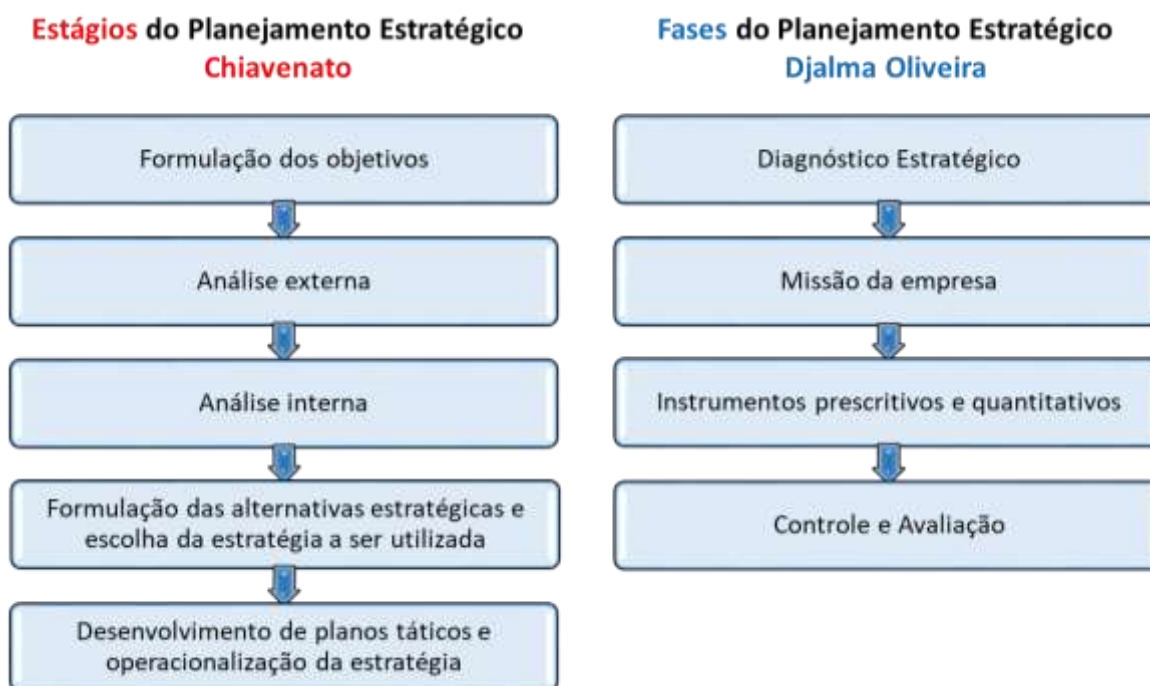 Estágios do Planejamento Estratégico
Chiavenato
Formulação dos objetivos
Análise externa
Análise interna
Formulação das alternativas estratégicas e
escolha da estratégia a ser utilizada
Desenvolvimento de planos táticos e
operacionalização da estratégia
Fases do Planejamento Estratégico
Djalma Oliveira
Diagnóstico Estratégico
Missão da empresa
Instrumentos prescritivos e quantitativos
Controle e Avaliação